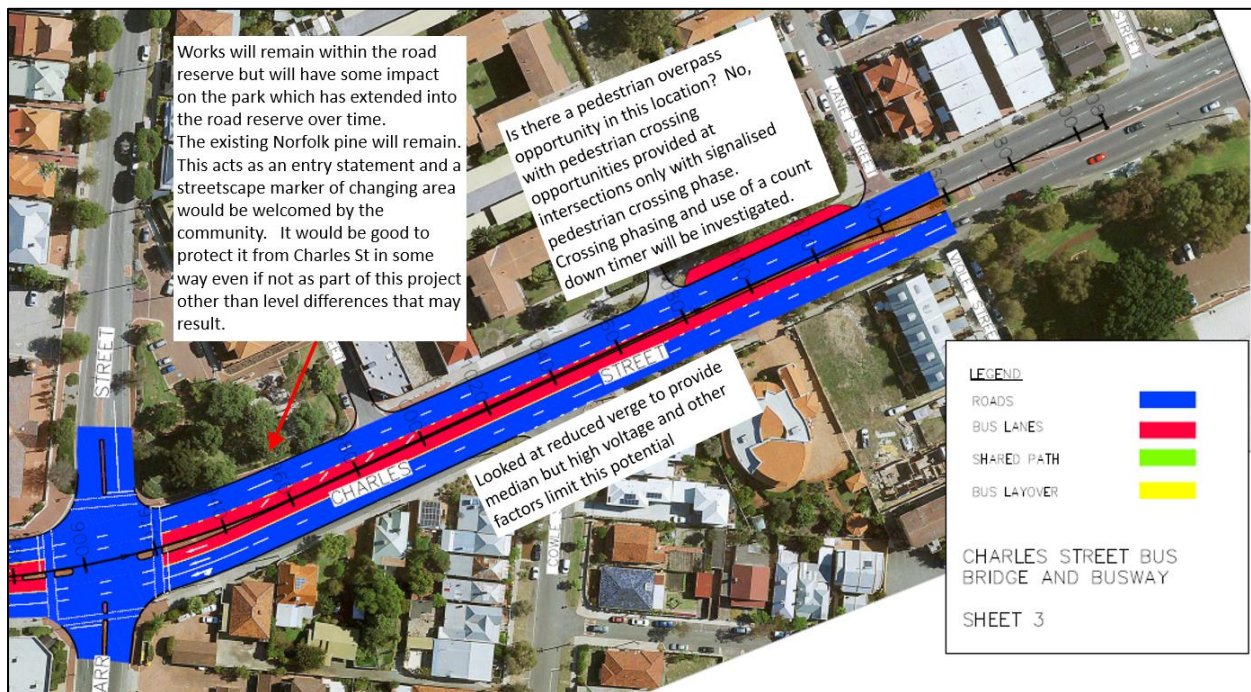 Works will remain within the road
reserve but will have some impact
on the park which has extended into
the road reserve over time.
The existing Norfolk pine will remain.
This acts as an entry statement and a
streetscape marker of changing area
would be welcomed by the
community. It would be good to
protect it from Charles St in some
way even if not as part of this project
other than level differences that may
result.
Is there a pedestrian overpass
opportunity in this location? No,
with pedestrian crossing
opportunities provided at
intersections only with signalised
pedestrian crossing phase.
Crossing phasing and use of a count
down timer will be investigated.
Looked at reduced verge to provide
median but high voltage and other
factors limit this potential
STREET
JANET STREET
STREET
VIOLET STREET
CHARLES
STREET
COWLE
ARR
LEGEND
ROADS
BUS LANES
SHARED PATH
BUS LAYOVER
CHARLES STREET BUS
BRIDGE AND BUSWAY
SHEET 3